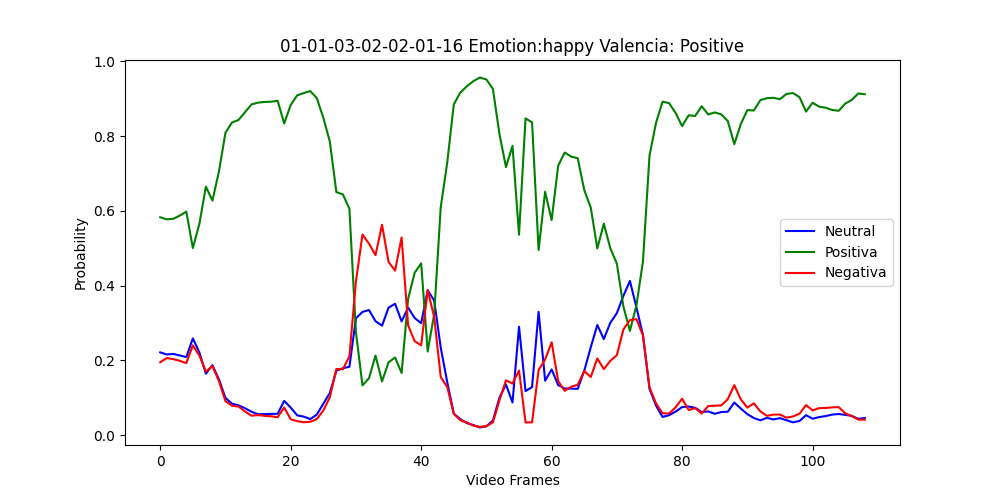 01-01-03-02-02-01-16 Emotion:happy Valencia: Positive
1.0
0.8
0.6
0.4
0.2
0.0
Probability
Neutral
Positiva
Negativa
0 20 40 60 80 100
Video Frames